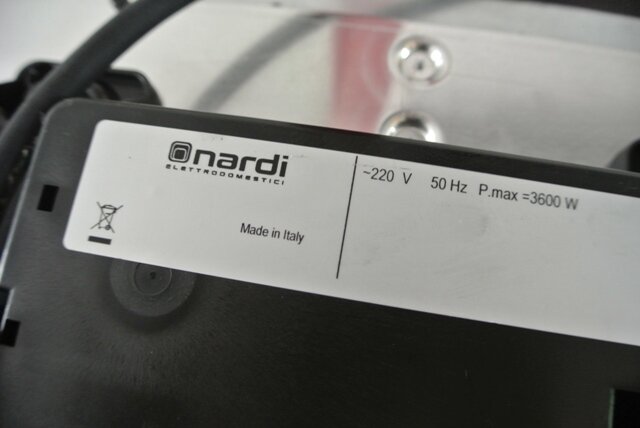 nardi
ELETTRODOMESTICI
Made in Italy
~220 V 50 Hz P.max =3600 W